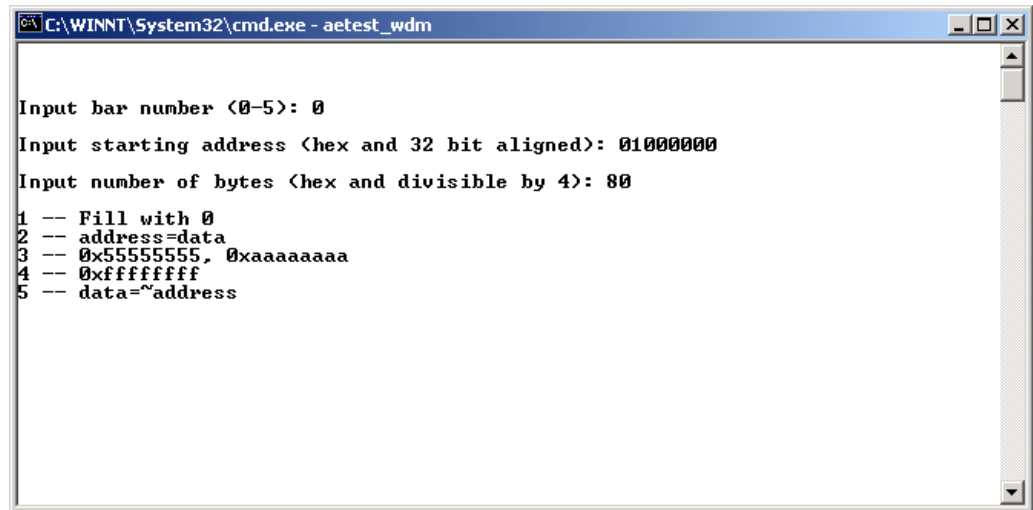 C:\WINNT\System32\cmd.exe - aetest_wdm
Input bar number (0-5): 0
Input starting address (hex and 32 bit aligned): 01000000
Input number of bytes (hex and divisible by 4): 80
1 -- Fill with 0
2 -- address=data
3 -- 0x55555555, 0xaaaaaaaa
4 -- 0xffffffff
5 -- data=~address